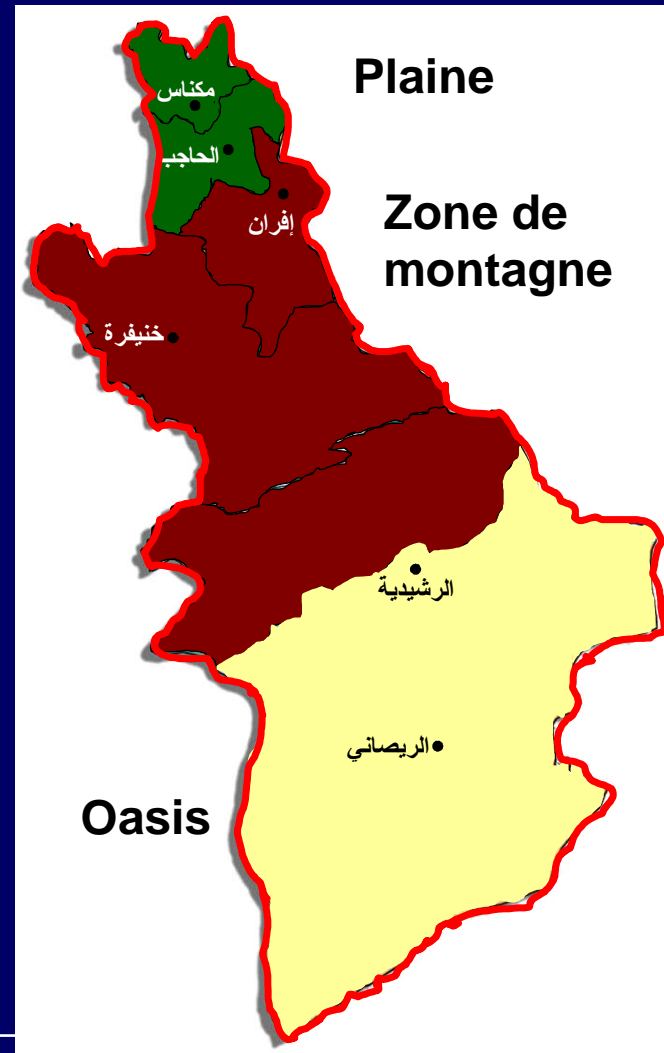 Plaine
مكناس
الحاجب
Zone de
montagne
إفران
خنيفرة
الرشيدية
الريصاني
Oasis